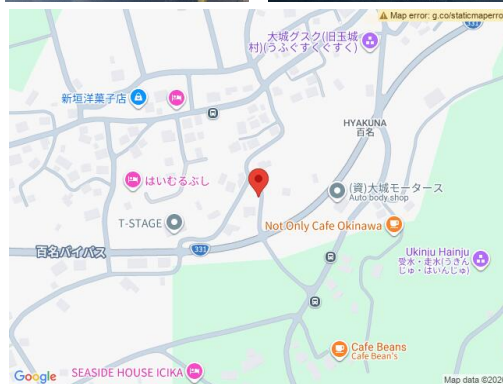 Map error: g.co/staticmaperro
大城グスク(旧玉城
村)(うふぐすくぐすく)
331
新垣洋菓子店
HYAKUNA
百名
はいむるぶし
(資)大城モータース
Auto body shop
T-STAGE
Not Only Cafe Okinawa
百名バイパス
331
Ukinju Hainju
受水・走水(うきん
じゅ・はいんじゅ)
Cafe Beans
Cafe Bean's
SEASIDE HOUSE ICIKA
Google
Map data ©202